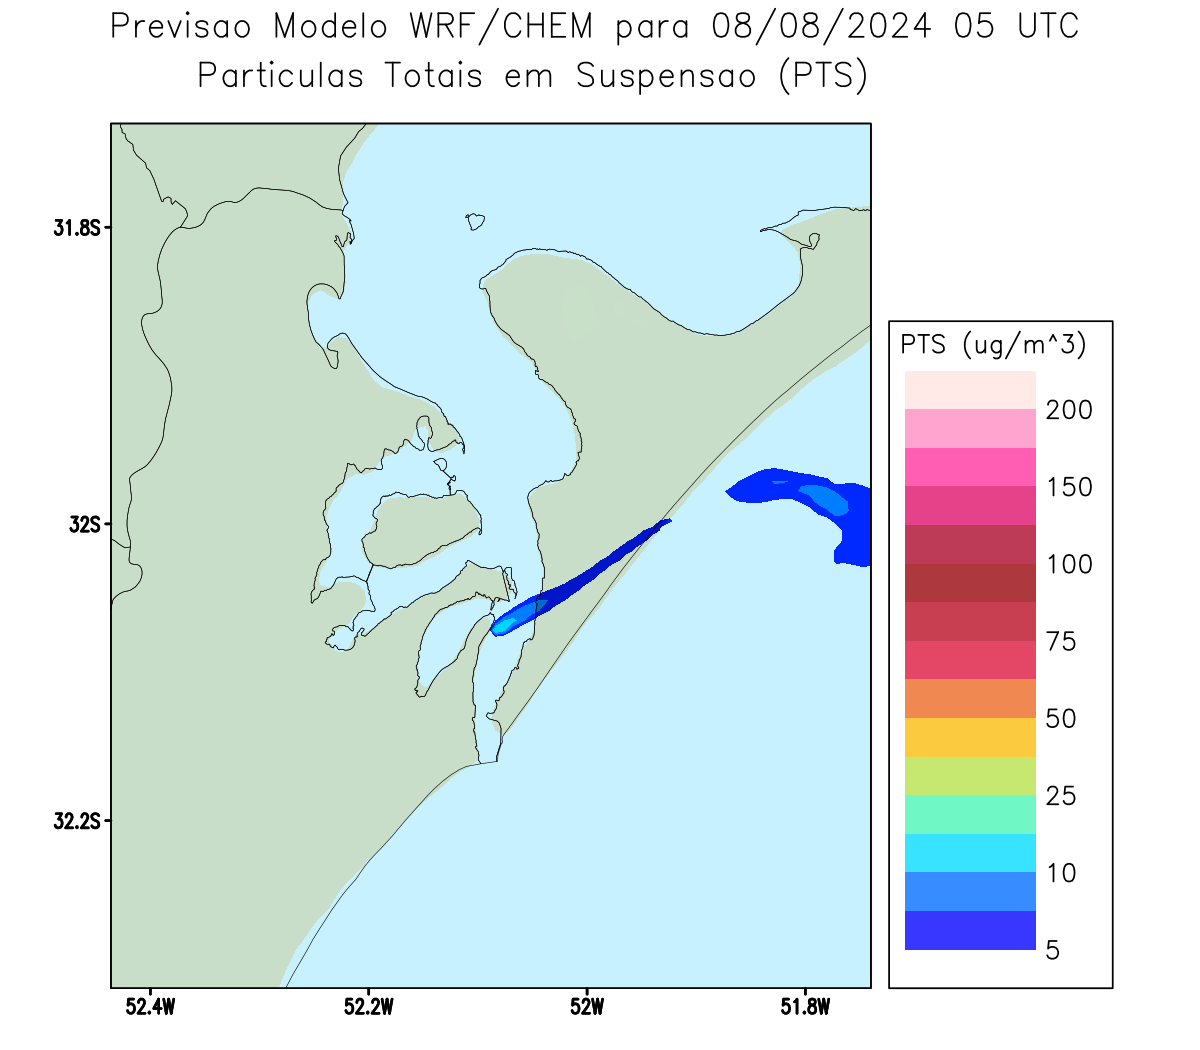 Previsao Modelo WRF/CHEM para 08/08/2024 05 UTC
Particulas Totais em Suspensao (PTS)
31.8S
32S
32.2S
52.4W
52.2W
52W
51.8W
PTS (ug/m^3)
200
150
100
75
50
25
10
5